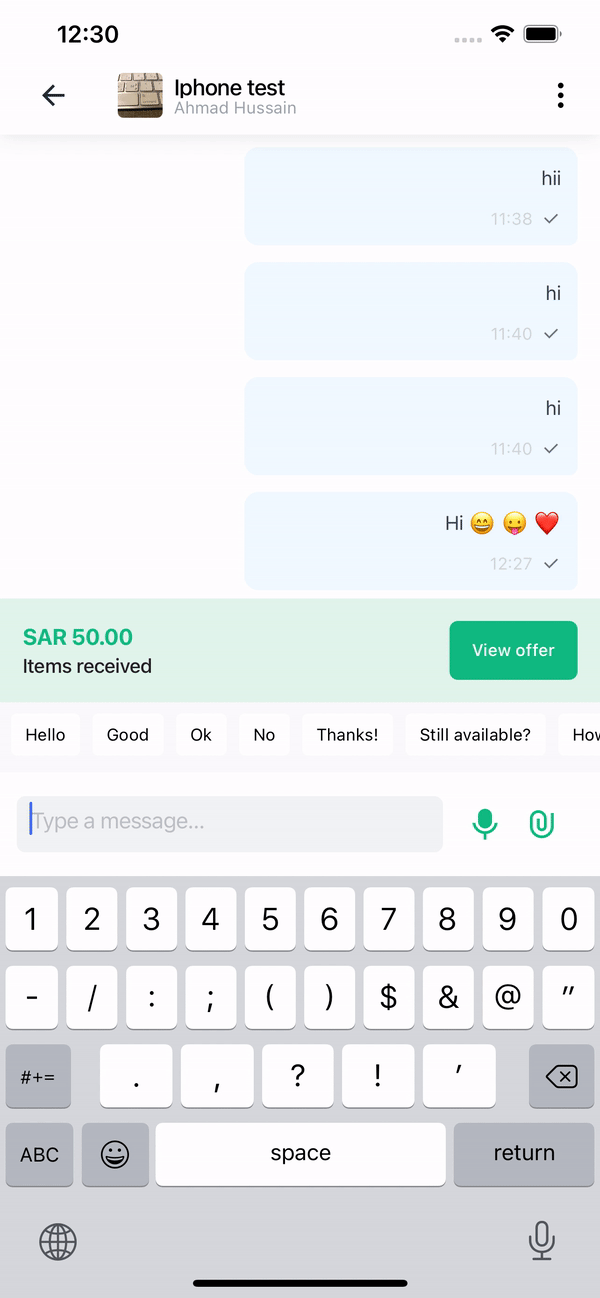 12:30
Iphone test
Ahmad Hussain
hii
11:38
hi
11:40
hi
11:40
Hi 😄 😛 ❤️
12:27
SAR 50.00
Items received
View offer
Hello Good Ok No Thanks! Still available? How
Type a message...
1 2 3 4 5 6 7 8 9 0
- / : ; ( ) $ & @ "
#+= . , ? ! '
ABC space return